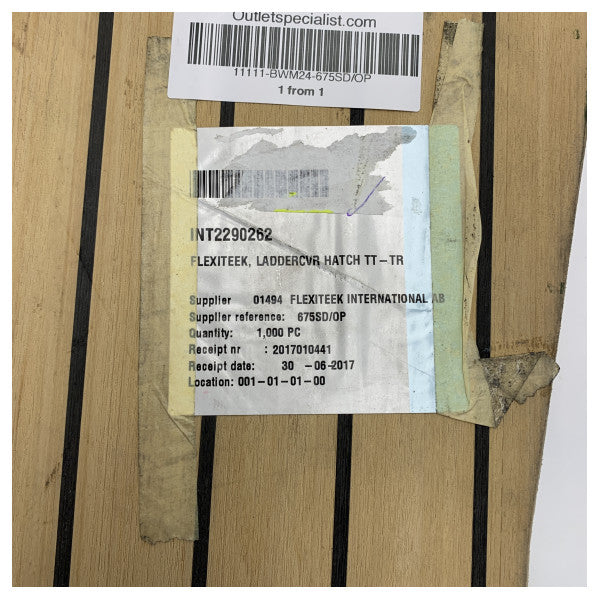 Outletspecialist.com
11111-BWM24-675SD/OP
1 from 1
INT2290262
FLEXITEEK, LADDERCVR HATCH TT-TR
Supplier 01494 FLEXITEEK INTERNATIONAL AB
Supplier reference: 675SD/OP
Quantity: 1,000 PC
Receipt nr : 2017010441
Receipt date: 30 -06-2017
Location: 001-01-01-00